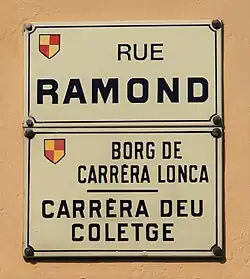 RUE
RAMOND
BORG DE
CARRÈRA LONCA
CARRÈRA DEU
COLETGE